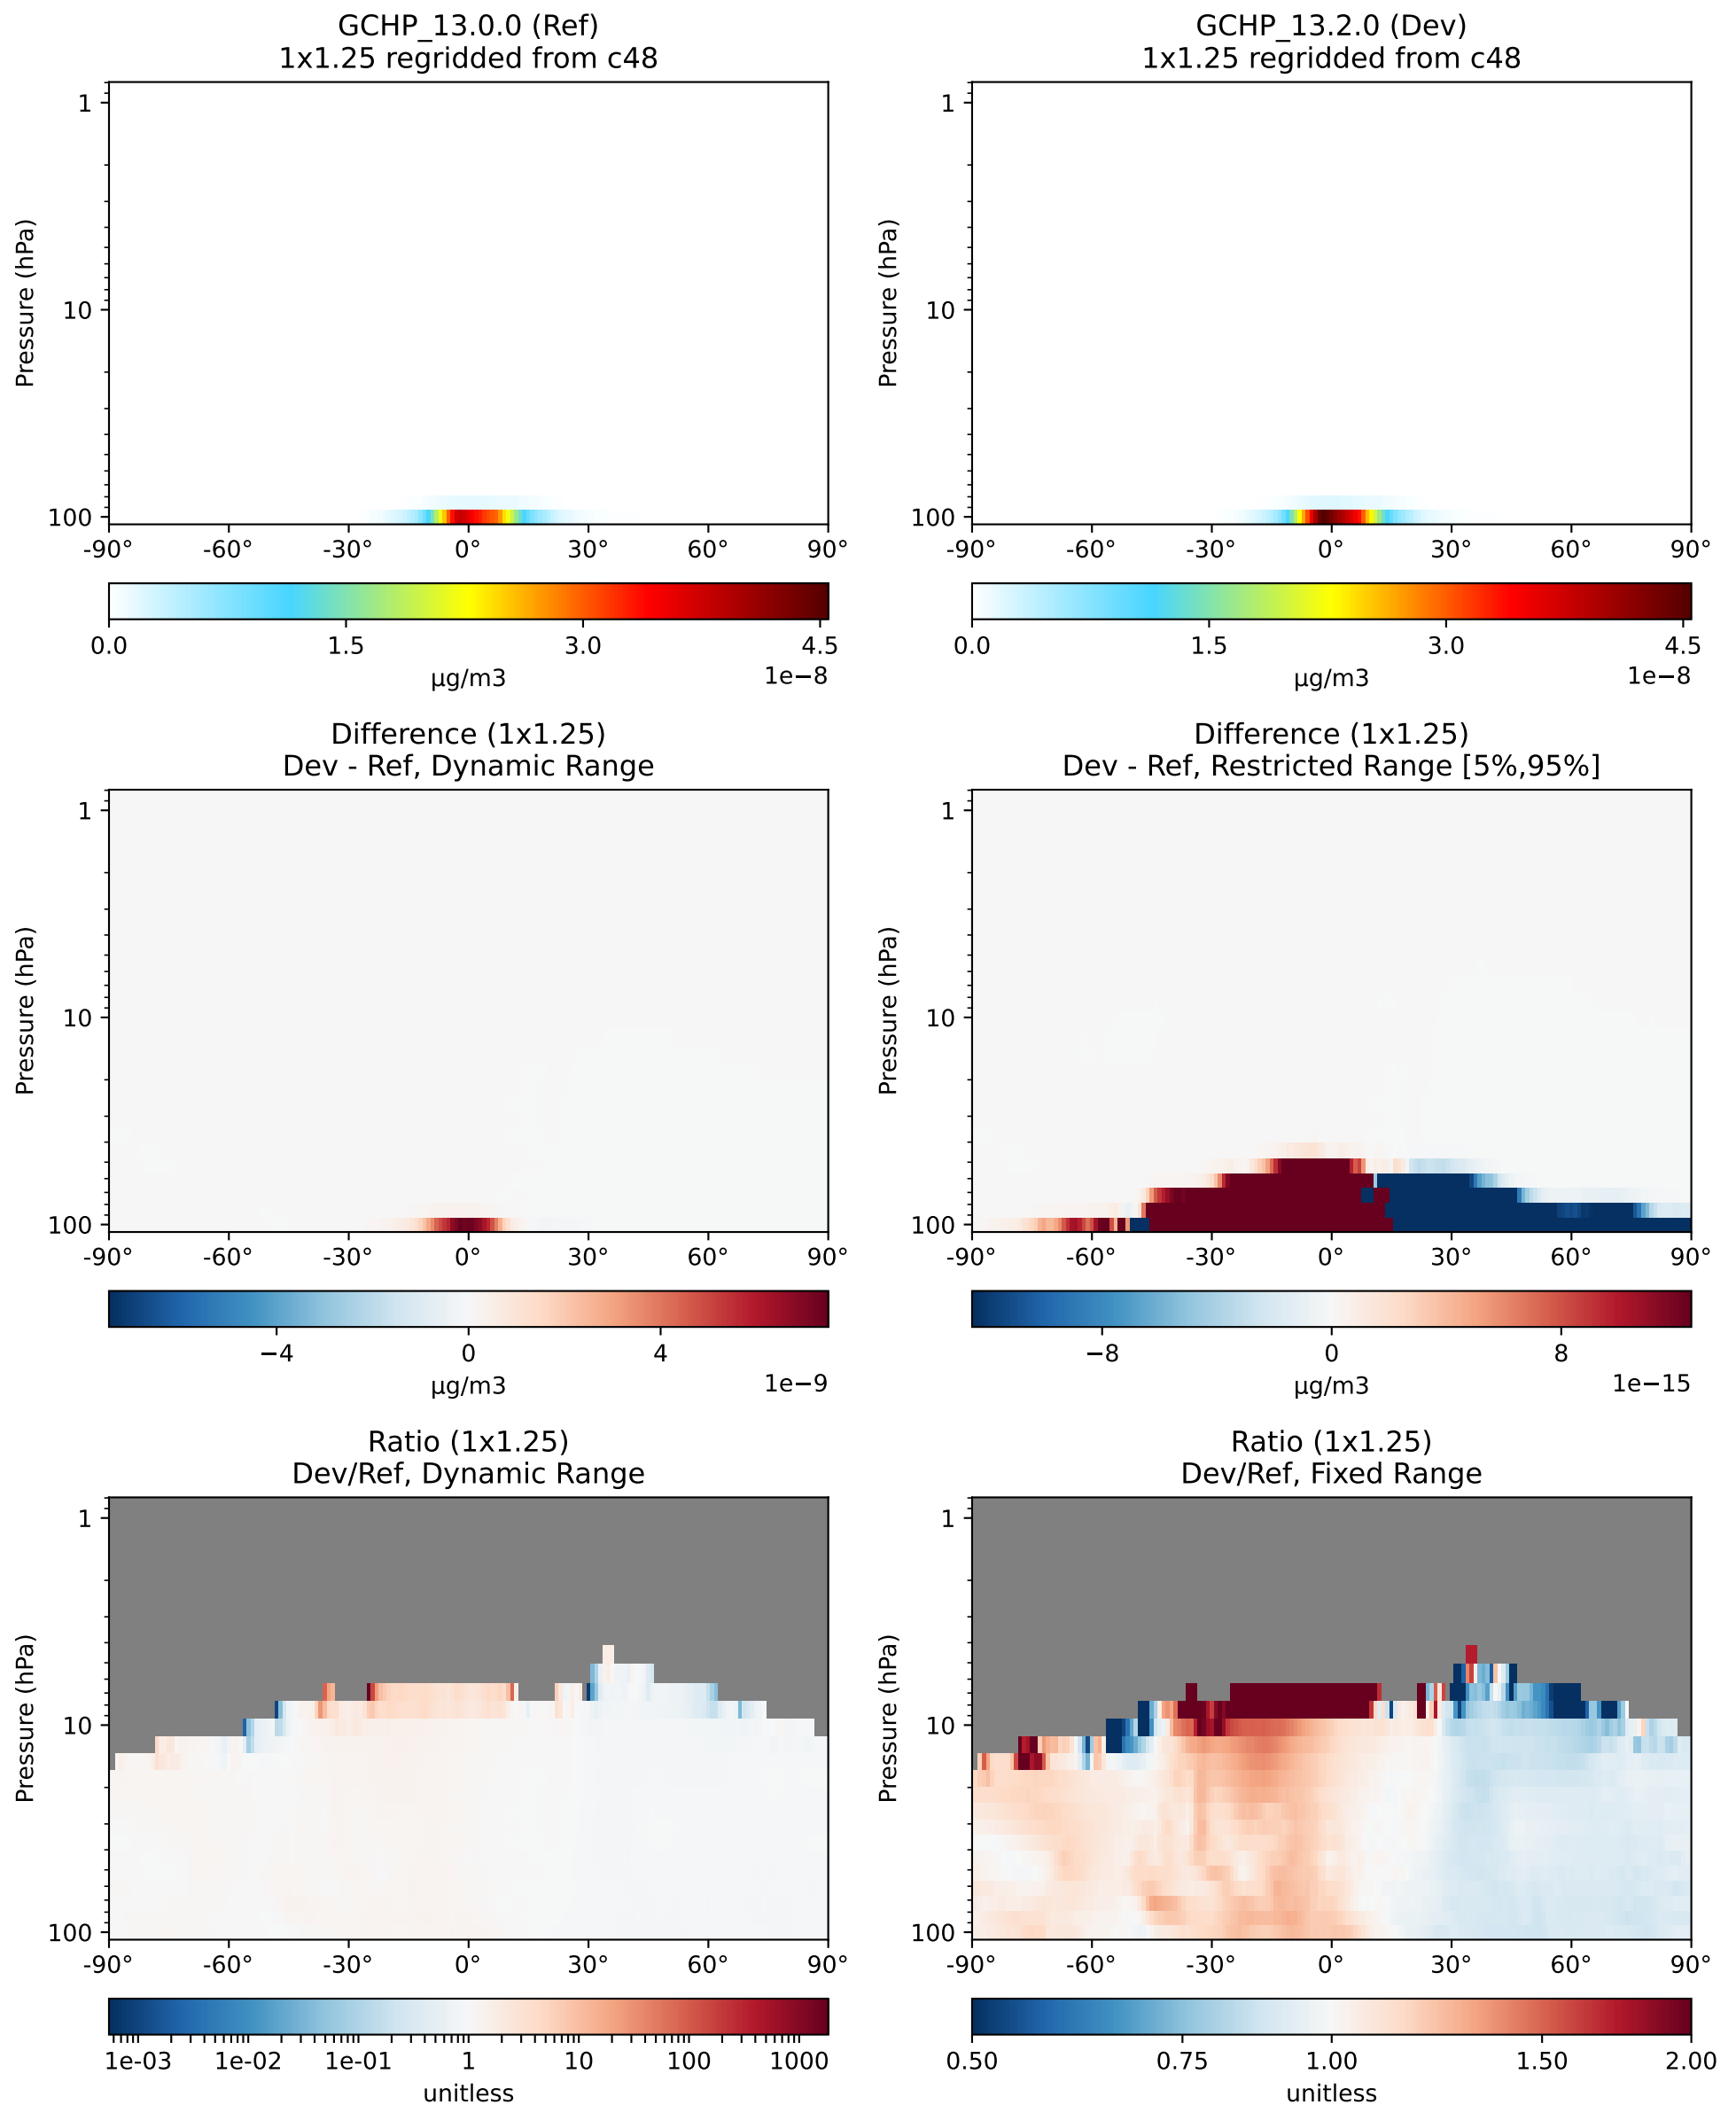 GCHP_13.0.0 (Ref)
1x1.25 regridded from c48
Pressure (hPa)
1
10
100
-90°
-60°
-30°
0°
30°
60°
90°
0.0
1.5
3.0
4.5
1e−8
µg/m3
GCHP_13.2.0 (Dev)
1x1.25 regridded from c48
Pressure (hPa)
1
10
100
-90°
-60°
-30°
0°
30°
60°
90°
0.0
1.5
3.0
4.5
1e−8
µg/m3
Difference (1x1.25)
Dev - Ref, Dynamic Range
Pressure (hPa)
1
10
100
-90°
-60°
-30°
0°
30°
60°
90°
−4
0
4
1e−9
µg/m3
Difference (1x1.25)
Dev - Ref, Restricted Range [5%,95%]
Pressure (hPa)
1
10
100
-90°
-60°
-30°
0°
30°
60°
90°
−8
0
8
1e−15
µg/m3
Ratio (1x1.25)
Dev/Ref, Dynamic Range
Pressure (hPa)
1
10
100
-90°
-60°
-30°
0°
30°
60°
90°
1e-03
1e-02
1e-01
1
10
100
1000
unitless
Ratio (1x1.25)
Dev/Ref, Fixed Range
Pressure (hPa)
1
10
100
-90°
-60°
-30°
0°
30°
60°
90°
0.50
0.75
1.00
1.50
2.00
unitless